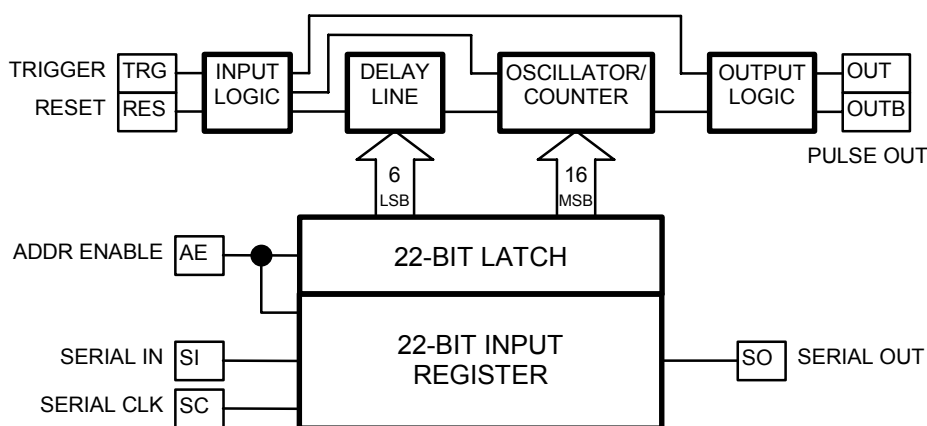 TRIGGER TRG INPUT LOGIC DELAY LINE OSCILLATOR/ COUNTER OUTPUT LOGIC OUT
RESET RES OUTB
PULSE OUT
6 LSB
16 MSB
ADDR ENABLE AE 22-BIT LATCH
22-BIT INPUT
REGISTER
SERIAL IN SI SO SERIAL OUT
SERIAL CLK SC